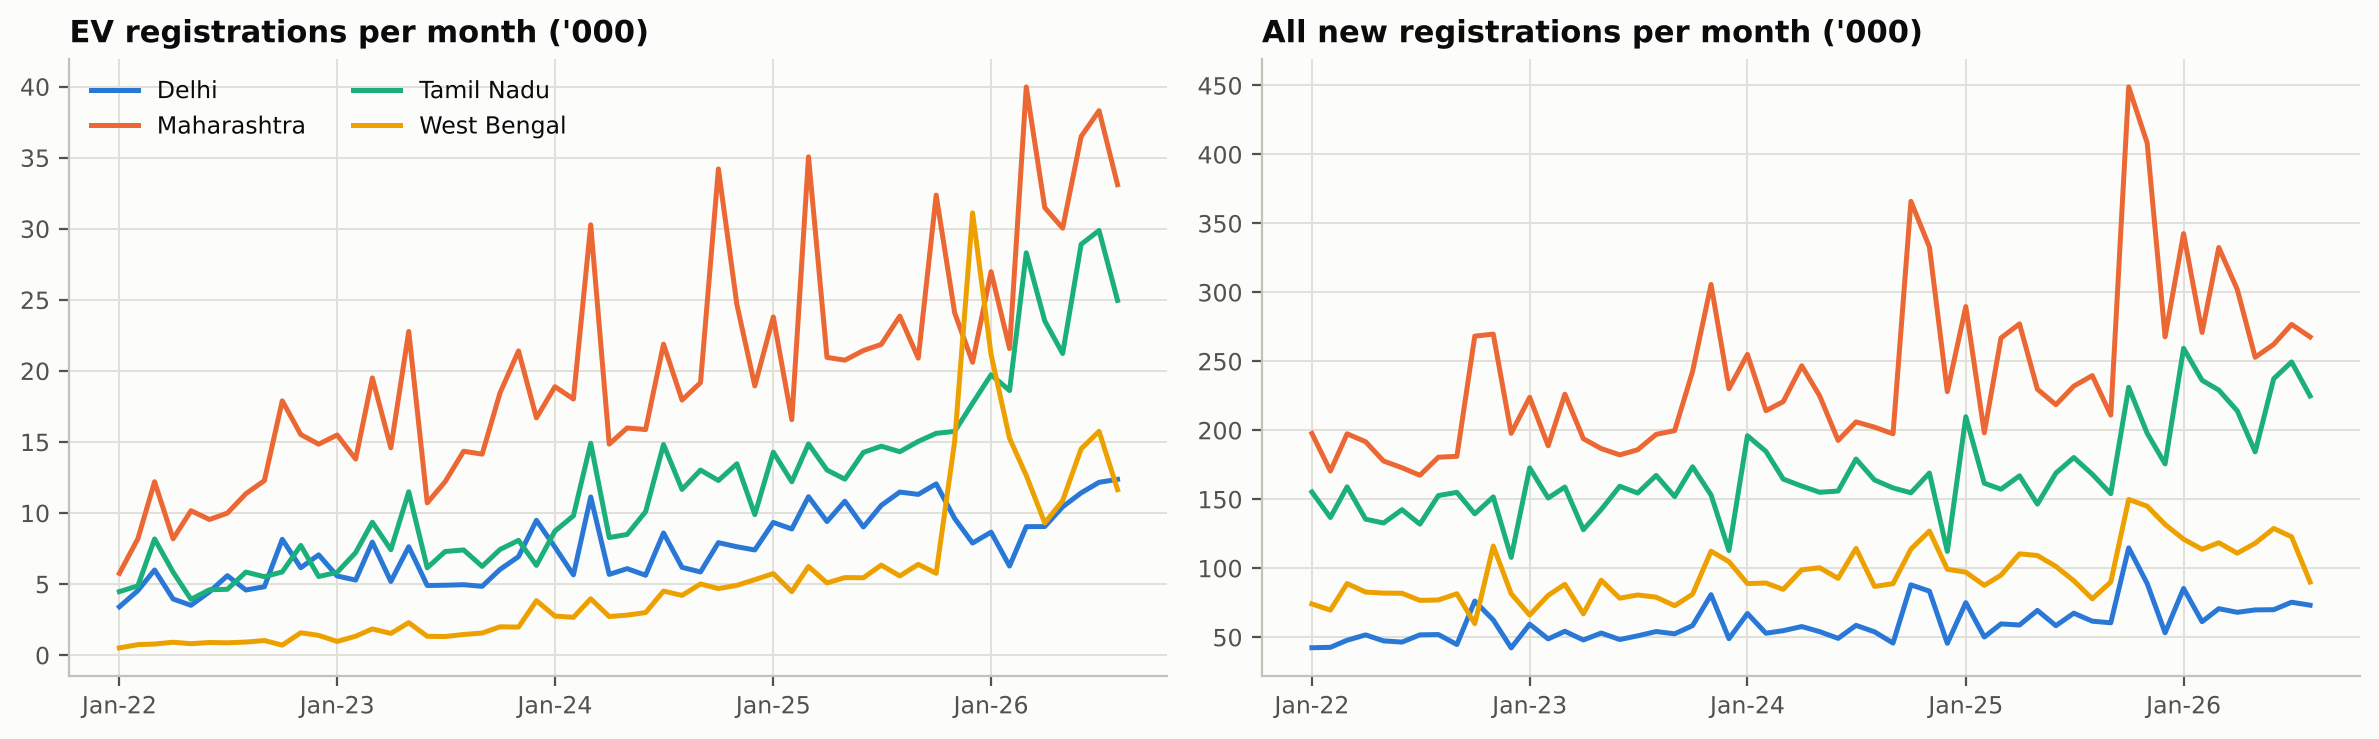 EV registrations per month ('000)
Delhi
Maharashtra
Tamil Nadu
West Bengal
40
35
30
25
20
15
10
5
0
Jan-22
Jan-23
Jan-24
Jan-25
Jan-26
All new registrations per month ('000)
450
400
350
300
250
200
150
100
50
Jan-22
Jan-23
Jan-24
Jan-25
Jan-26